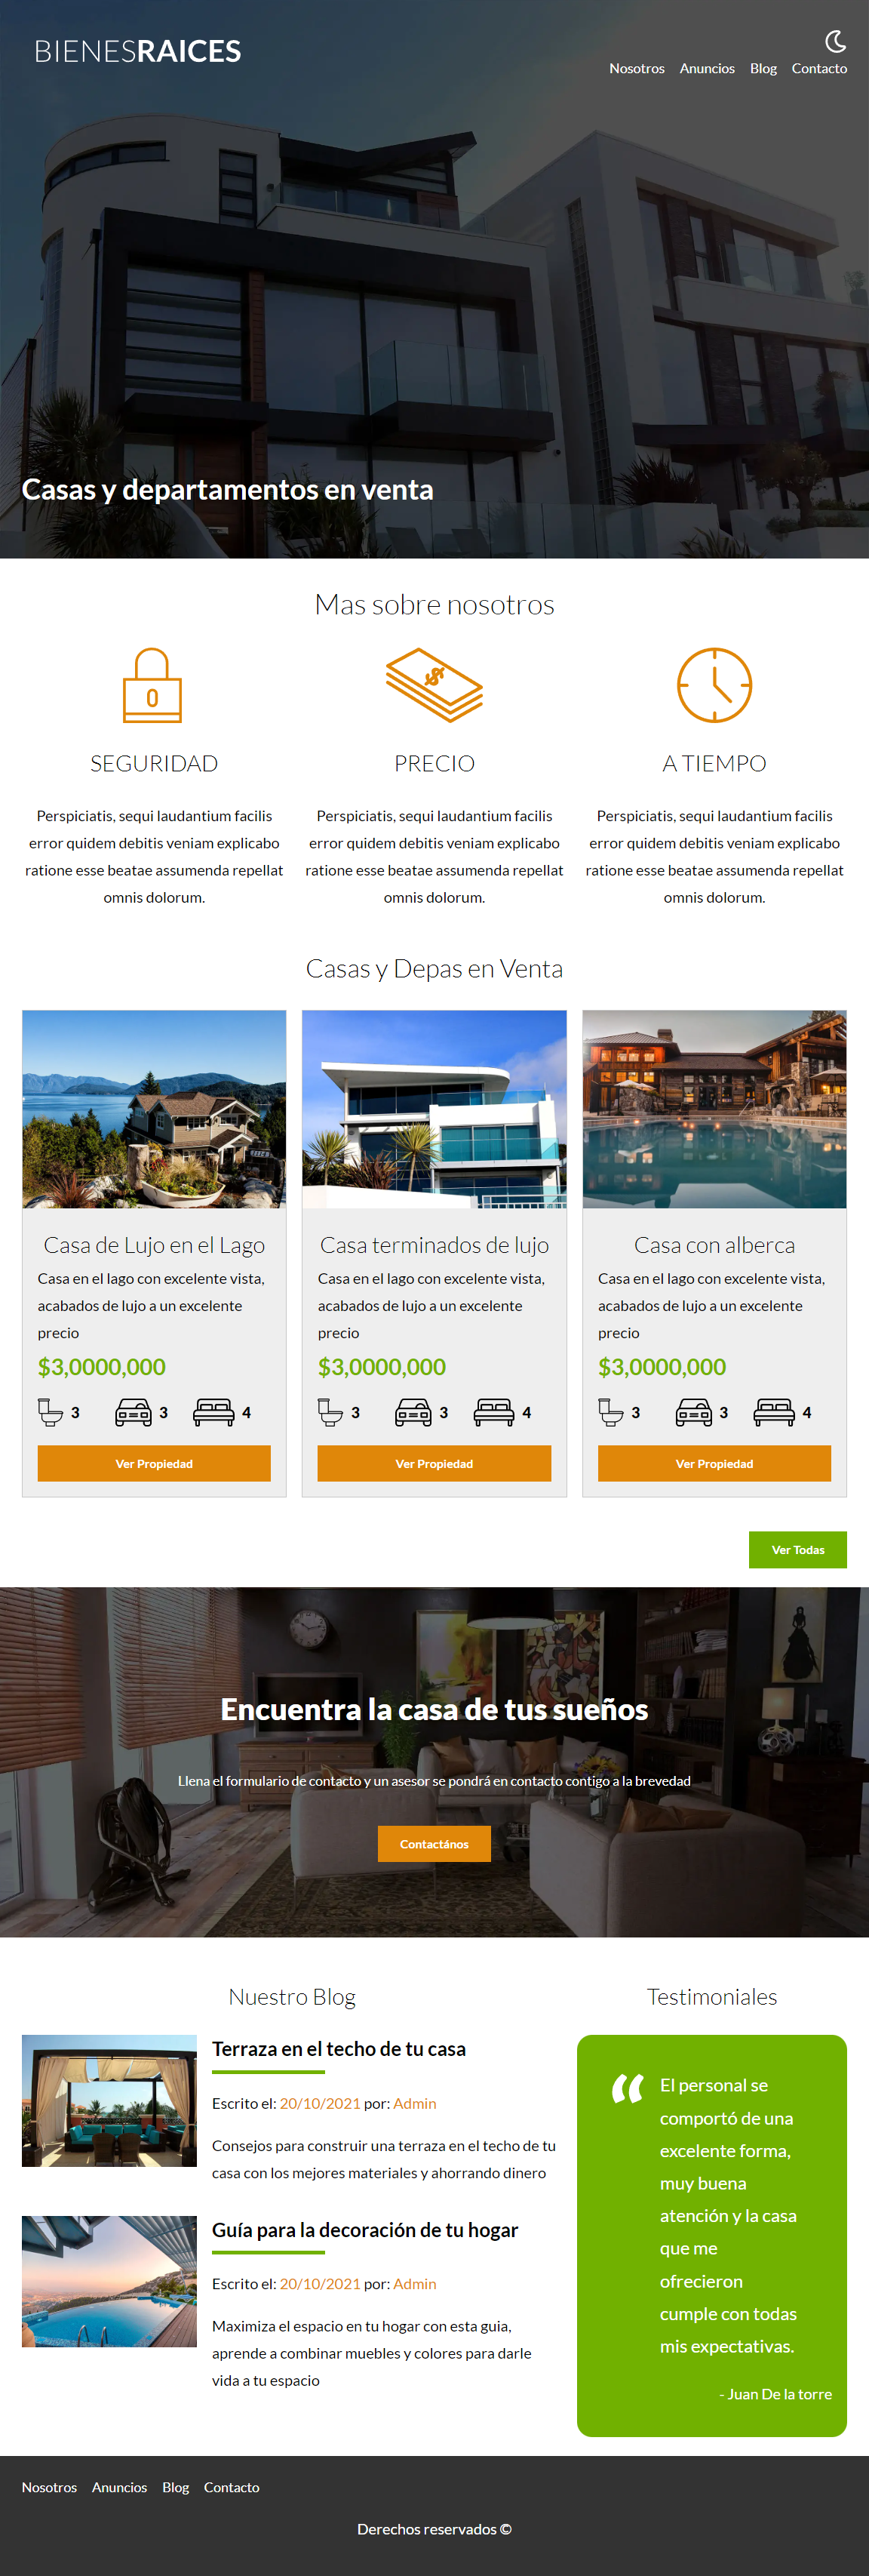 BIENESRAICES
Nosotros Anuncios Blog Contacto
Casas y departamentos en venta
Mas sobre nosotros
SEGURIDAD
Perspiciatis, sequi laudantium facilis
error quidem debitis veniam explicabo
ratione esse beatae assumenda repellat
omnis dolorum.
PRECIO
Perspiciatis, sequi laudantium facilis
error quidem debitis veniam explicabo
ratione esse beatae assumenda repellat
omnis dolorum.
A TIEMPO
Perspiciatis, sequi laudantium facilis
error quidem debitis veniam explicabo
ratione esse beatae assumenda repellat
omnis dolorum.
Casas y Depas en Venta
Casa de Lujo en el Lago
Casa en el lago con excelente vista,
acabados de lujo a un excelente
precio
$3,0000,000
3 3 4
Ver Propiedad
Casa terminados de lujo
Casa en el lago con excelente vista,
acabados de lujo a un excelente
precio
$3,0000,000
3 3 4
Ver Propiedad
Casa con alberca
Casa en el lago con excelente vista,
acabados de lujo a un excelente
precio
$3,0000,000
3 3 4
Ver Propiedad
Ver Todas
Encuentra la casa de tus sueños
Llena el formulario de contacto y un asesor se pondrá en contacto contigo a la brevedad
Contactános
Nuestro Blog
Terraza en el techo de tu casa
Escrito el: 20/10/2021 por: Admin
Consejos para construir una terraza en el techo de tu
casa con los mejores materiales y ahorrando dinero
Guía para la decoración de tu hogar
Escrito el: 20/10/2021 por: Admin
Maximiza el espacio en tu hogar con esta guia,
aprende a combinar muebles y colores para darle
vida a tu espacio
Testimoniales
“ El personal se
comportó de una
excelente forma,
muy buena
atención y la casa
que me
ofrecieron
cumple con todas
mis expectativas.
- Juan De la torre
Nosotros Anuncios Blog Contacto
Derechos reservados ©